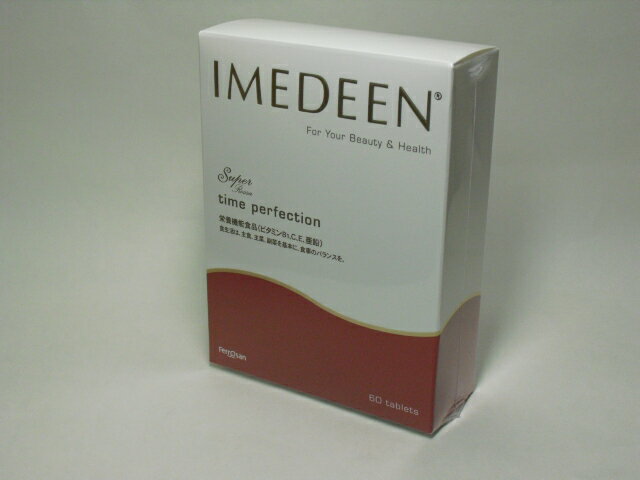 IMEDEEN®
For Your Beauty & Health
Super
Rosso
time perfection
栄養機能食品(ビタミンB₁、C、E、亜鉛)
食生活は、主食、主菜、副菜を基本に、食事のバランスを。
Ferrosan
60 tablets